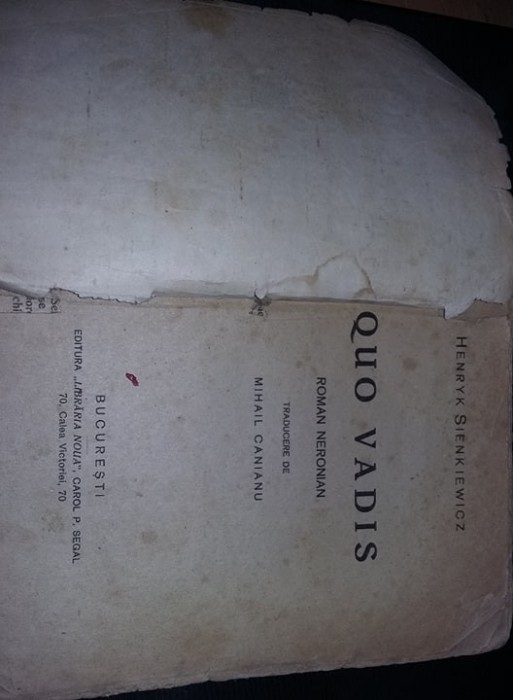 HENRYK SIENKIEWICZ
QUO VADIS
ROMAN NERONIAN
TRADUCERE DE
MIHAIL CANIANU
BUCUREȘTI
EDITURA „LIBRĂRIA NOUĂ", CAROL P. SEGAL
70, Calea Victoriei, 70